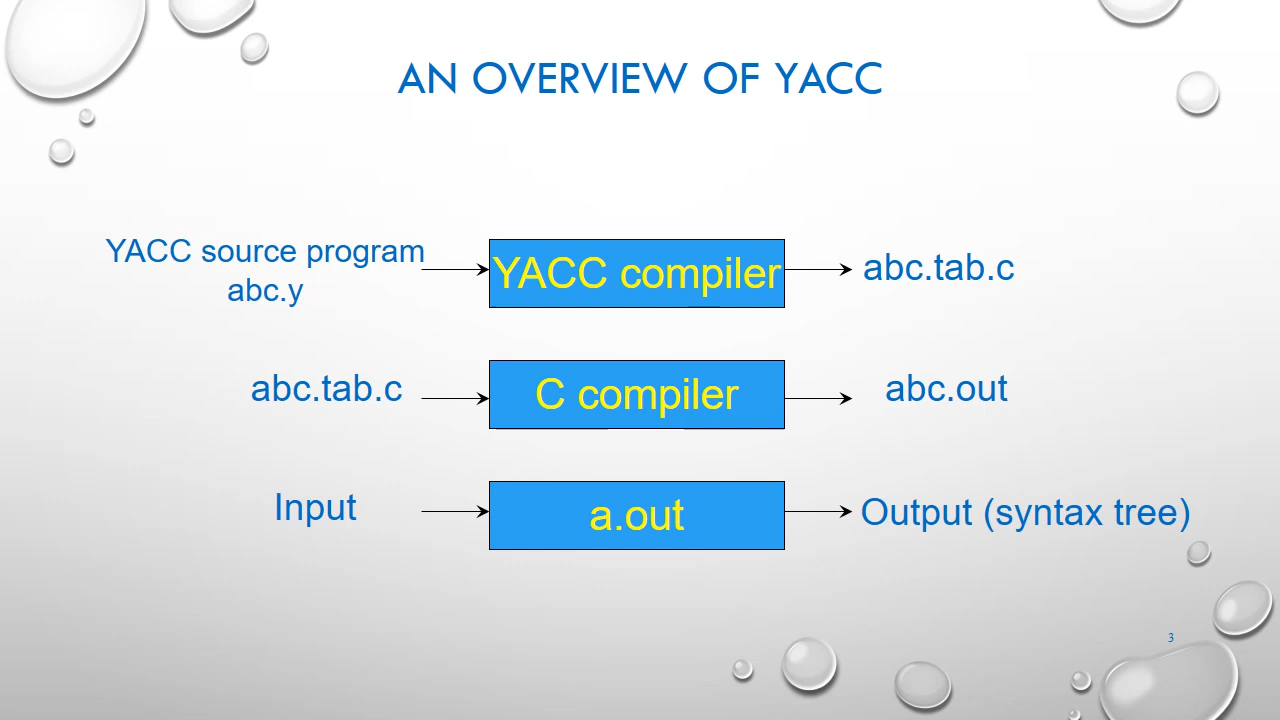 AN OVERVIEW OF YACC
YACC source program
abc.y
YACC compiler
abc.tab.c
abc.tab.c
C compiler
abc.out
Input
a.out
Output (syntax tree)
3